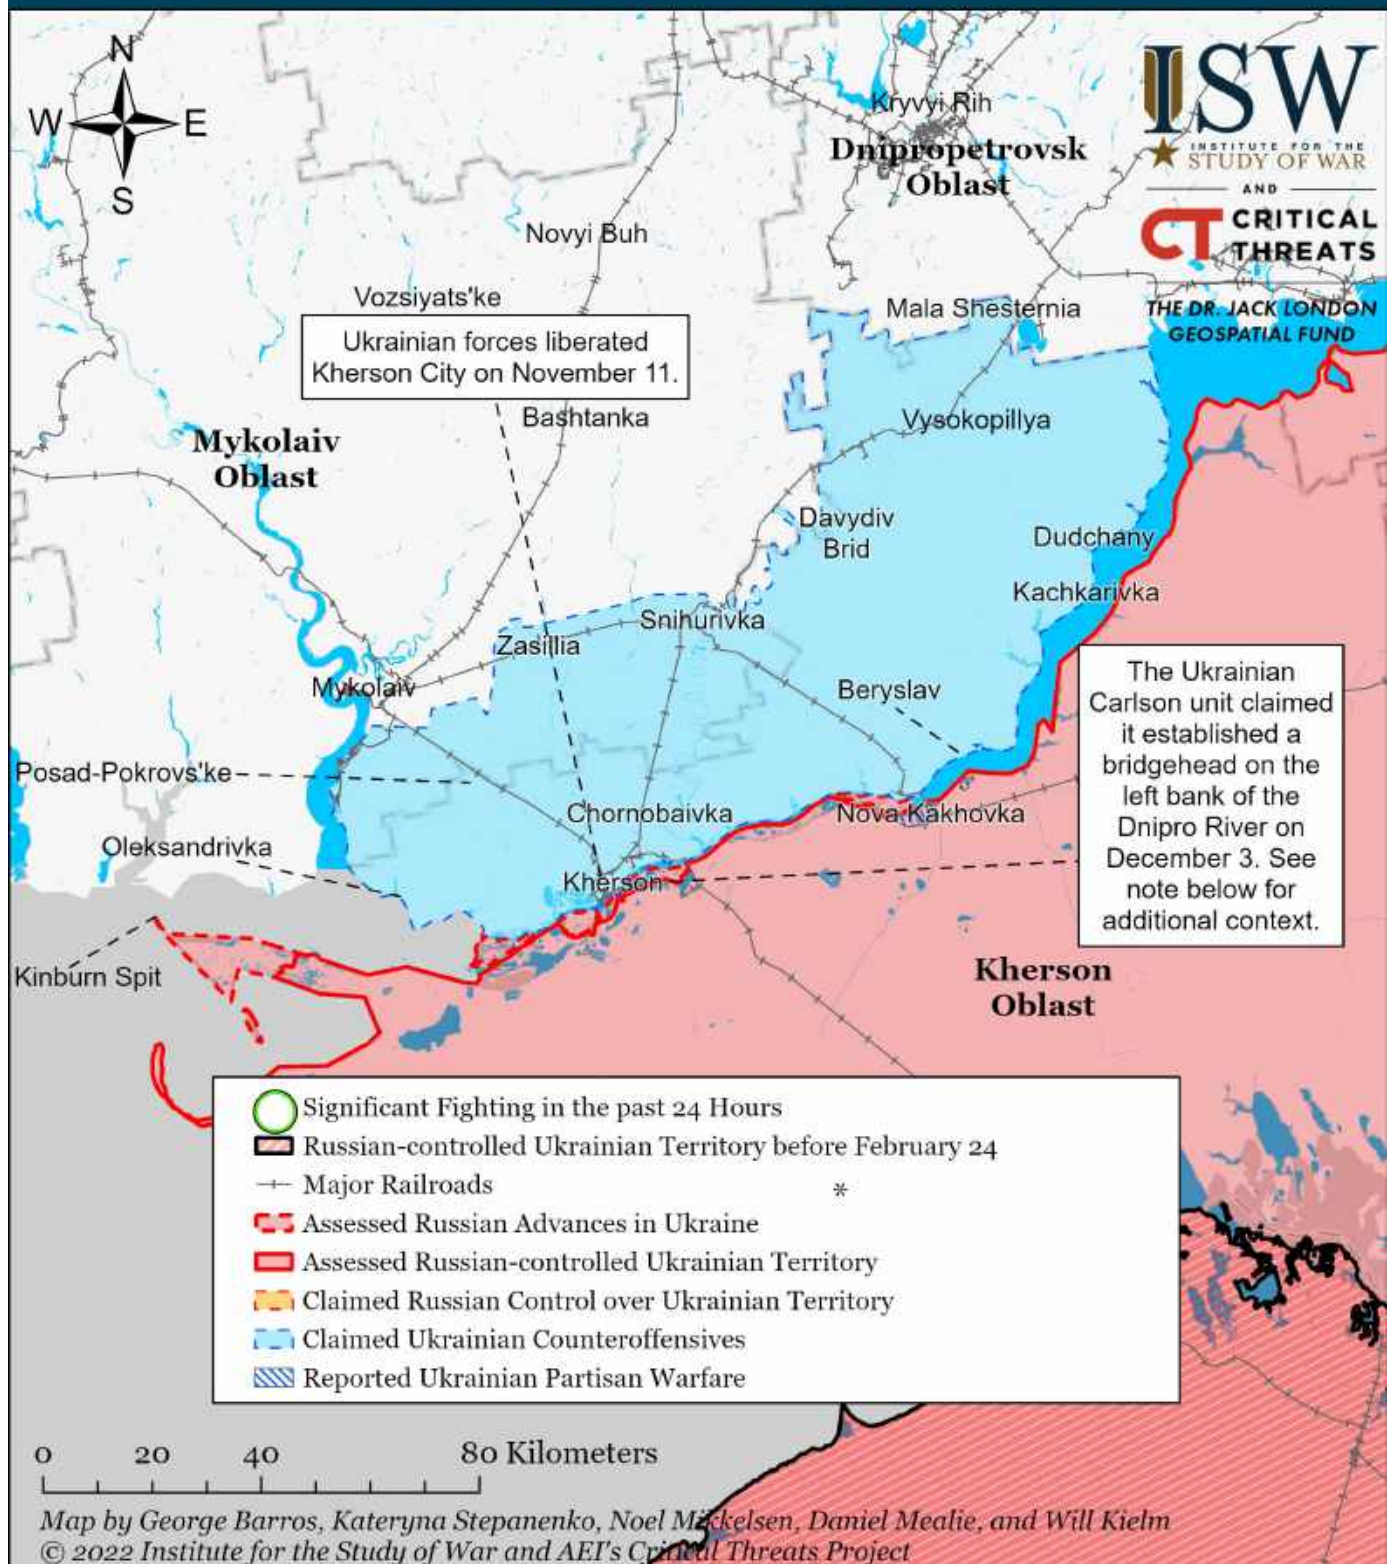 N
W
E
S
Kryvyi Rih
Dnipropetrovsk
Oblast
ISW
INSTITUTE FOR THE
STUDY OF WAR
AND
CT CRITICAL
THREATS
THE DR. JACK LONDON
GEOSPATIAL FUND
Novyi Buh
Vozsiyats'ke
Mala Shesternia
Ukrainian forces liberated
Kherson City on November 11.
Bashtanka
Vysokopillya
Mykolaiv
Oblast
Davydiv
Brid
Dudchany
Kachkarivka
Snihurivka
Zasillia
Mykolaiv
Beryslav
The Ukrainian
Carlson unit claimed
it established a
bridgehead on the
left bank of the
Dnipro River on
December 3. See
note below for
additional context.
Posad-Pokrovs'ke
Chornobaivka
Nova Kakhovka
Oleksandrivka
Kherson
Kinburn Spit
Kherson
Oblast
Significant Fighting in the past 24 Hours
Russian-controlled Ukrainian Territory before February 24
Major Railroads
*
Assessed Russian Advances in Ukraine
Assessed Russian-controlled Ukrainian Territory
Claimed Russian Control over Ukrainian Territory
Claimed Ukrainian Counteroffensives
Reported Ukrainian Partisan Warfare
0 20 40 80 Kilometers
Map by George Barros, Kateryna Stepanenko, Noel Mikkelsen, Daniel Mealie, and Will Kielm
© 2022 Institute for the Study of War and AEI's Critical Threats Project